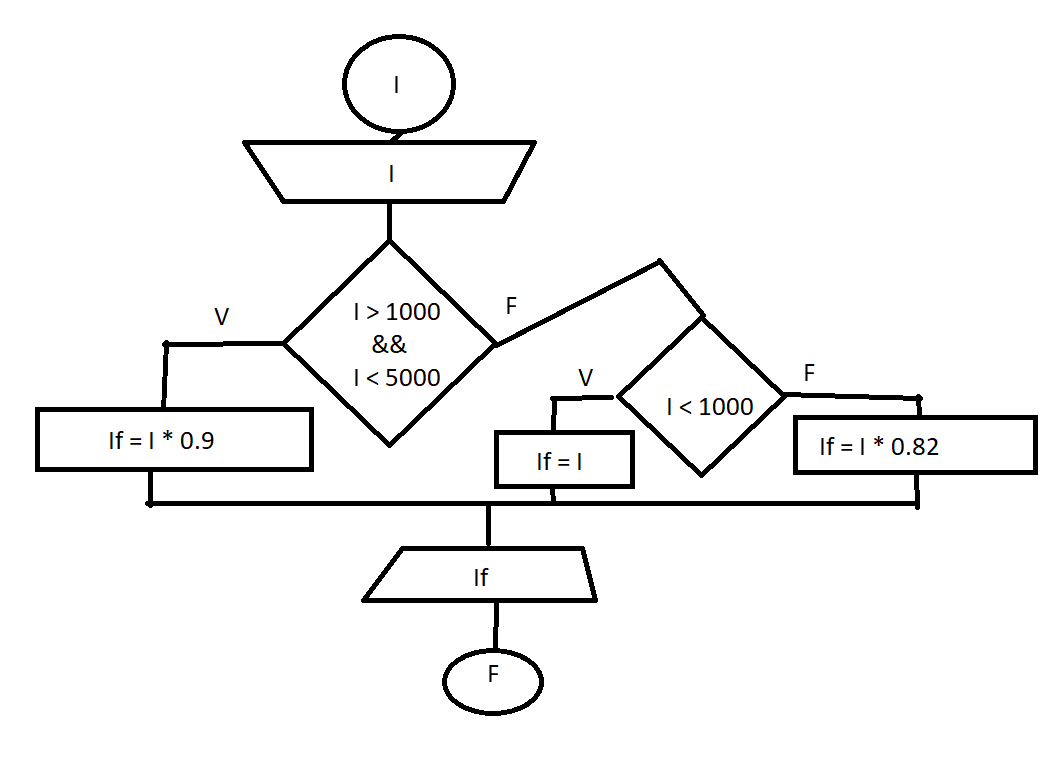 I
I
I > 1000
&&
I < 5000
V
F
If = I * 0.9
I < 1000
V
F
If = I
If = I * 0.82
If
F